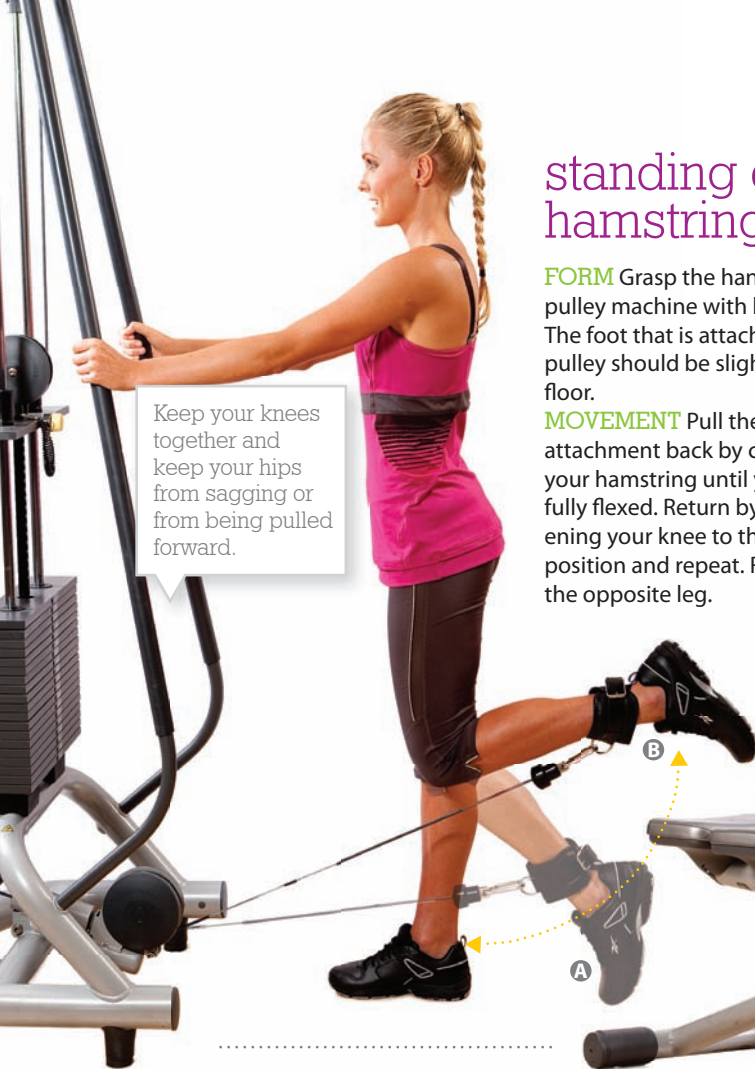 standing
hamstring
FORM Grasp the han
pulley machine with
The foot that is attach
pulley should be sligh
floor.
MOVEMENT Pull the
attachment back by c
your hamstring until
fully flexed. Return by
ening your knee to th
position and repeat.
the opposite leg.
Keep your knees
together and
keep your hips
from sagging or
from being pulled
forward.
B
A